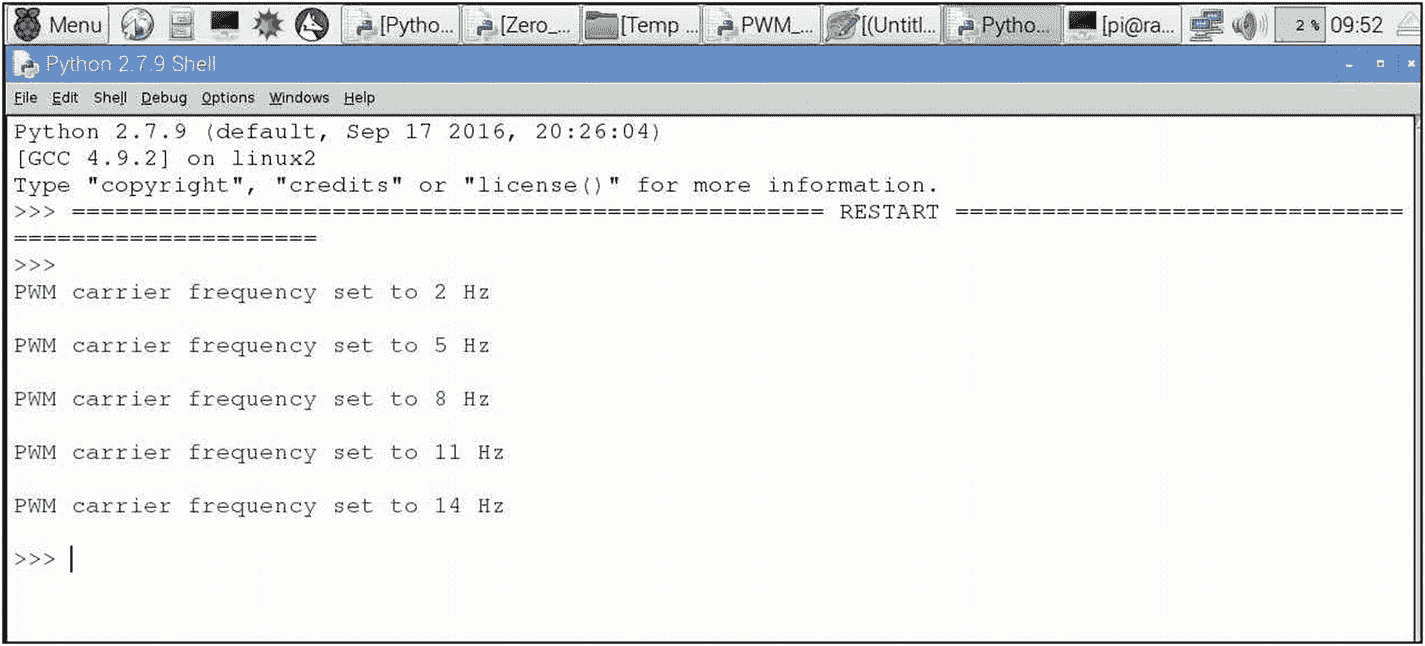 Menu [Pytho... [Zero_... [Temp ... PWM_... [(Untitl... Pytho... [pi@ra... 2 % 09:52
Python 2.7.9 Shell
File Edit Shell Debug Options Windows Help
Python 2.7.9 (default, Sep 17 2016, 20:26:04)
[GCC 4.9.2] on linux2
Type "copyright", "credits" or "license()" for more information.
>>> ==================================================== RESTART ===============================
=====================
>>>
PWM carrier frequency set to 2 Hz
PWM carrier frequency set to 5 Hz
PWM carrier frequency set to 8 Hz
PWM carrier frequency set to 11 Hz
PWM carrier frequency set to 14 Hz
>>>